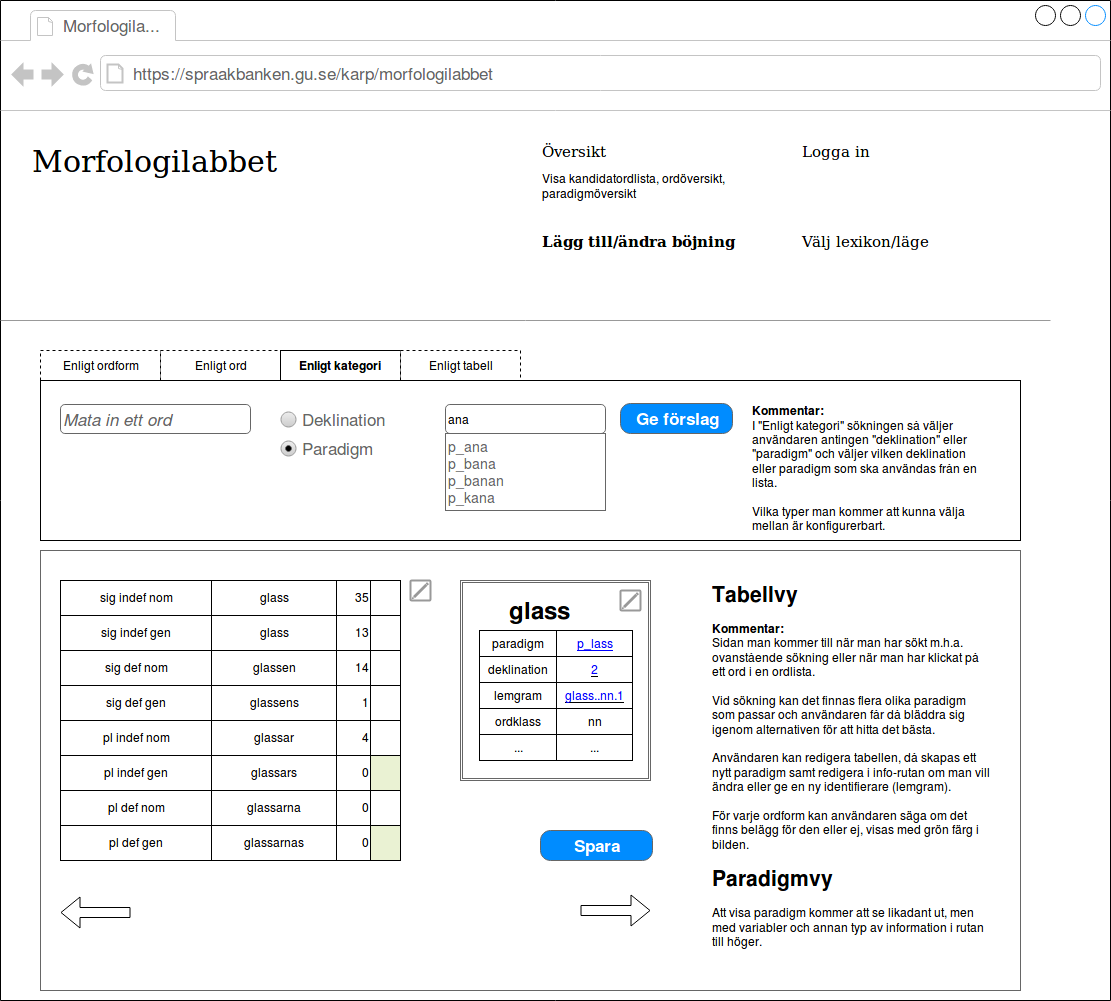 Morfologila...
https://spraakbanken.gu.se/karp/morfologilabbet
Morfologilabbet
Översikt
Visa kandidatordlista, ordöversikt,
paradigmöversikt
Logga in
Lägg till/ändra böjning
Välj lexikon/läge
Enligt ordform
Enligt ord
Enligt kategori
Enligt tabell
Mata in ett ord
Deklination
Paradigm
ana
p_ana
p_bana
p_banan
p_kana
Ge förslag
Kommentar:
I "Enligt kategori" sökningen så väljer
användaren antingen "deklination" eller
"paradigm" och väljer vilken deklination
eller paradigm som ska användas från en
lista.
Vilka typer man kommer att kunna välja
mellan är konfigurerbart.
sig indef nom glass 35
sig indef gen glass 13
sig def nom glassen 14
sig def gen glassens 1
pl indef nom glassar 4
pl indef gen glassars 0
pl def nom glassarna 0
pl def gen glassarnas 0
glass
paradigm p_lass
deklination 2
lemgram glass..nn.1
ordklass nn
... ...
Spara
Tabellvy
Kommentar:
Sidan man kommer till när man har sökt m.h.a.
ovanstående sökning eller när man har klickat på
ett ord i en ordlista.
Vid sökning kan det finnas flera olika paradigm
som passar och användaren får då bläddra sig
igenom alternativen för att hitta det bästa.
Användaren kan redigera tabellen, då skapas ett
nytt paradigm samt redigera i info-rutan om man vill
ändra eller ge en ny identifierare (lemgram).
För varje ordform kan användaren säga om det
finns belägg för den eller ej, visas med grön färg i
bilden.
Paradigmvy
Att visa paradigm kommer att se likadant ut, men
med variabler och annan typ av information i rutan
till höger.